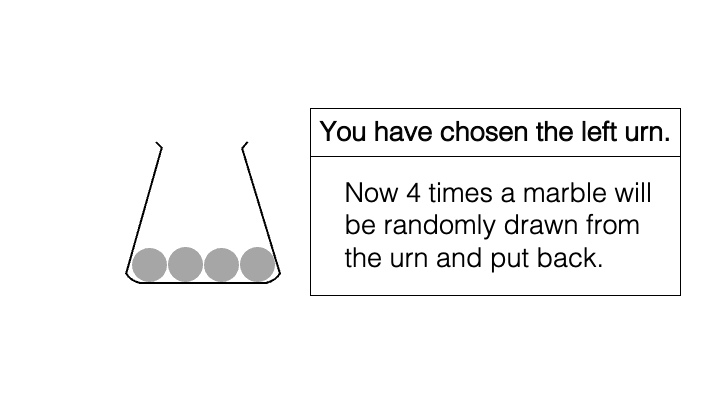 You have chosen the left urn.
Now 4 times a marble will
be randomly drawn from
the urn and put back.